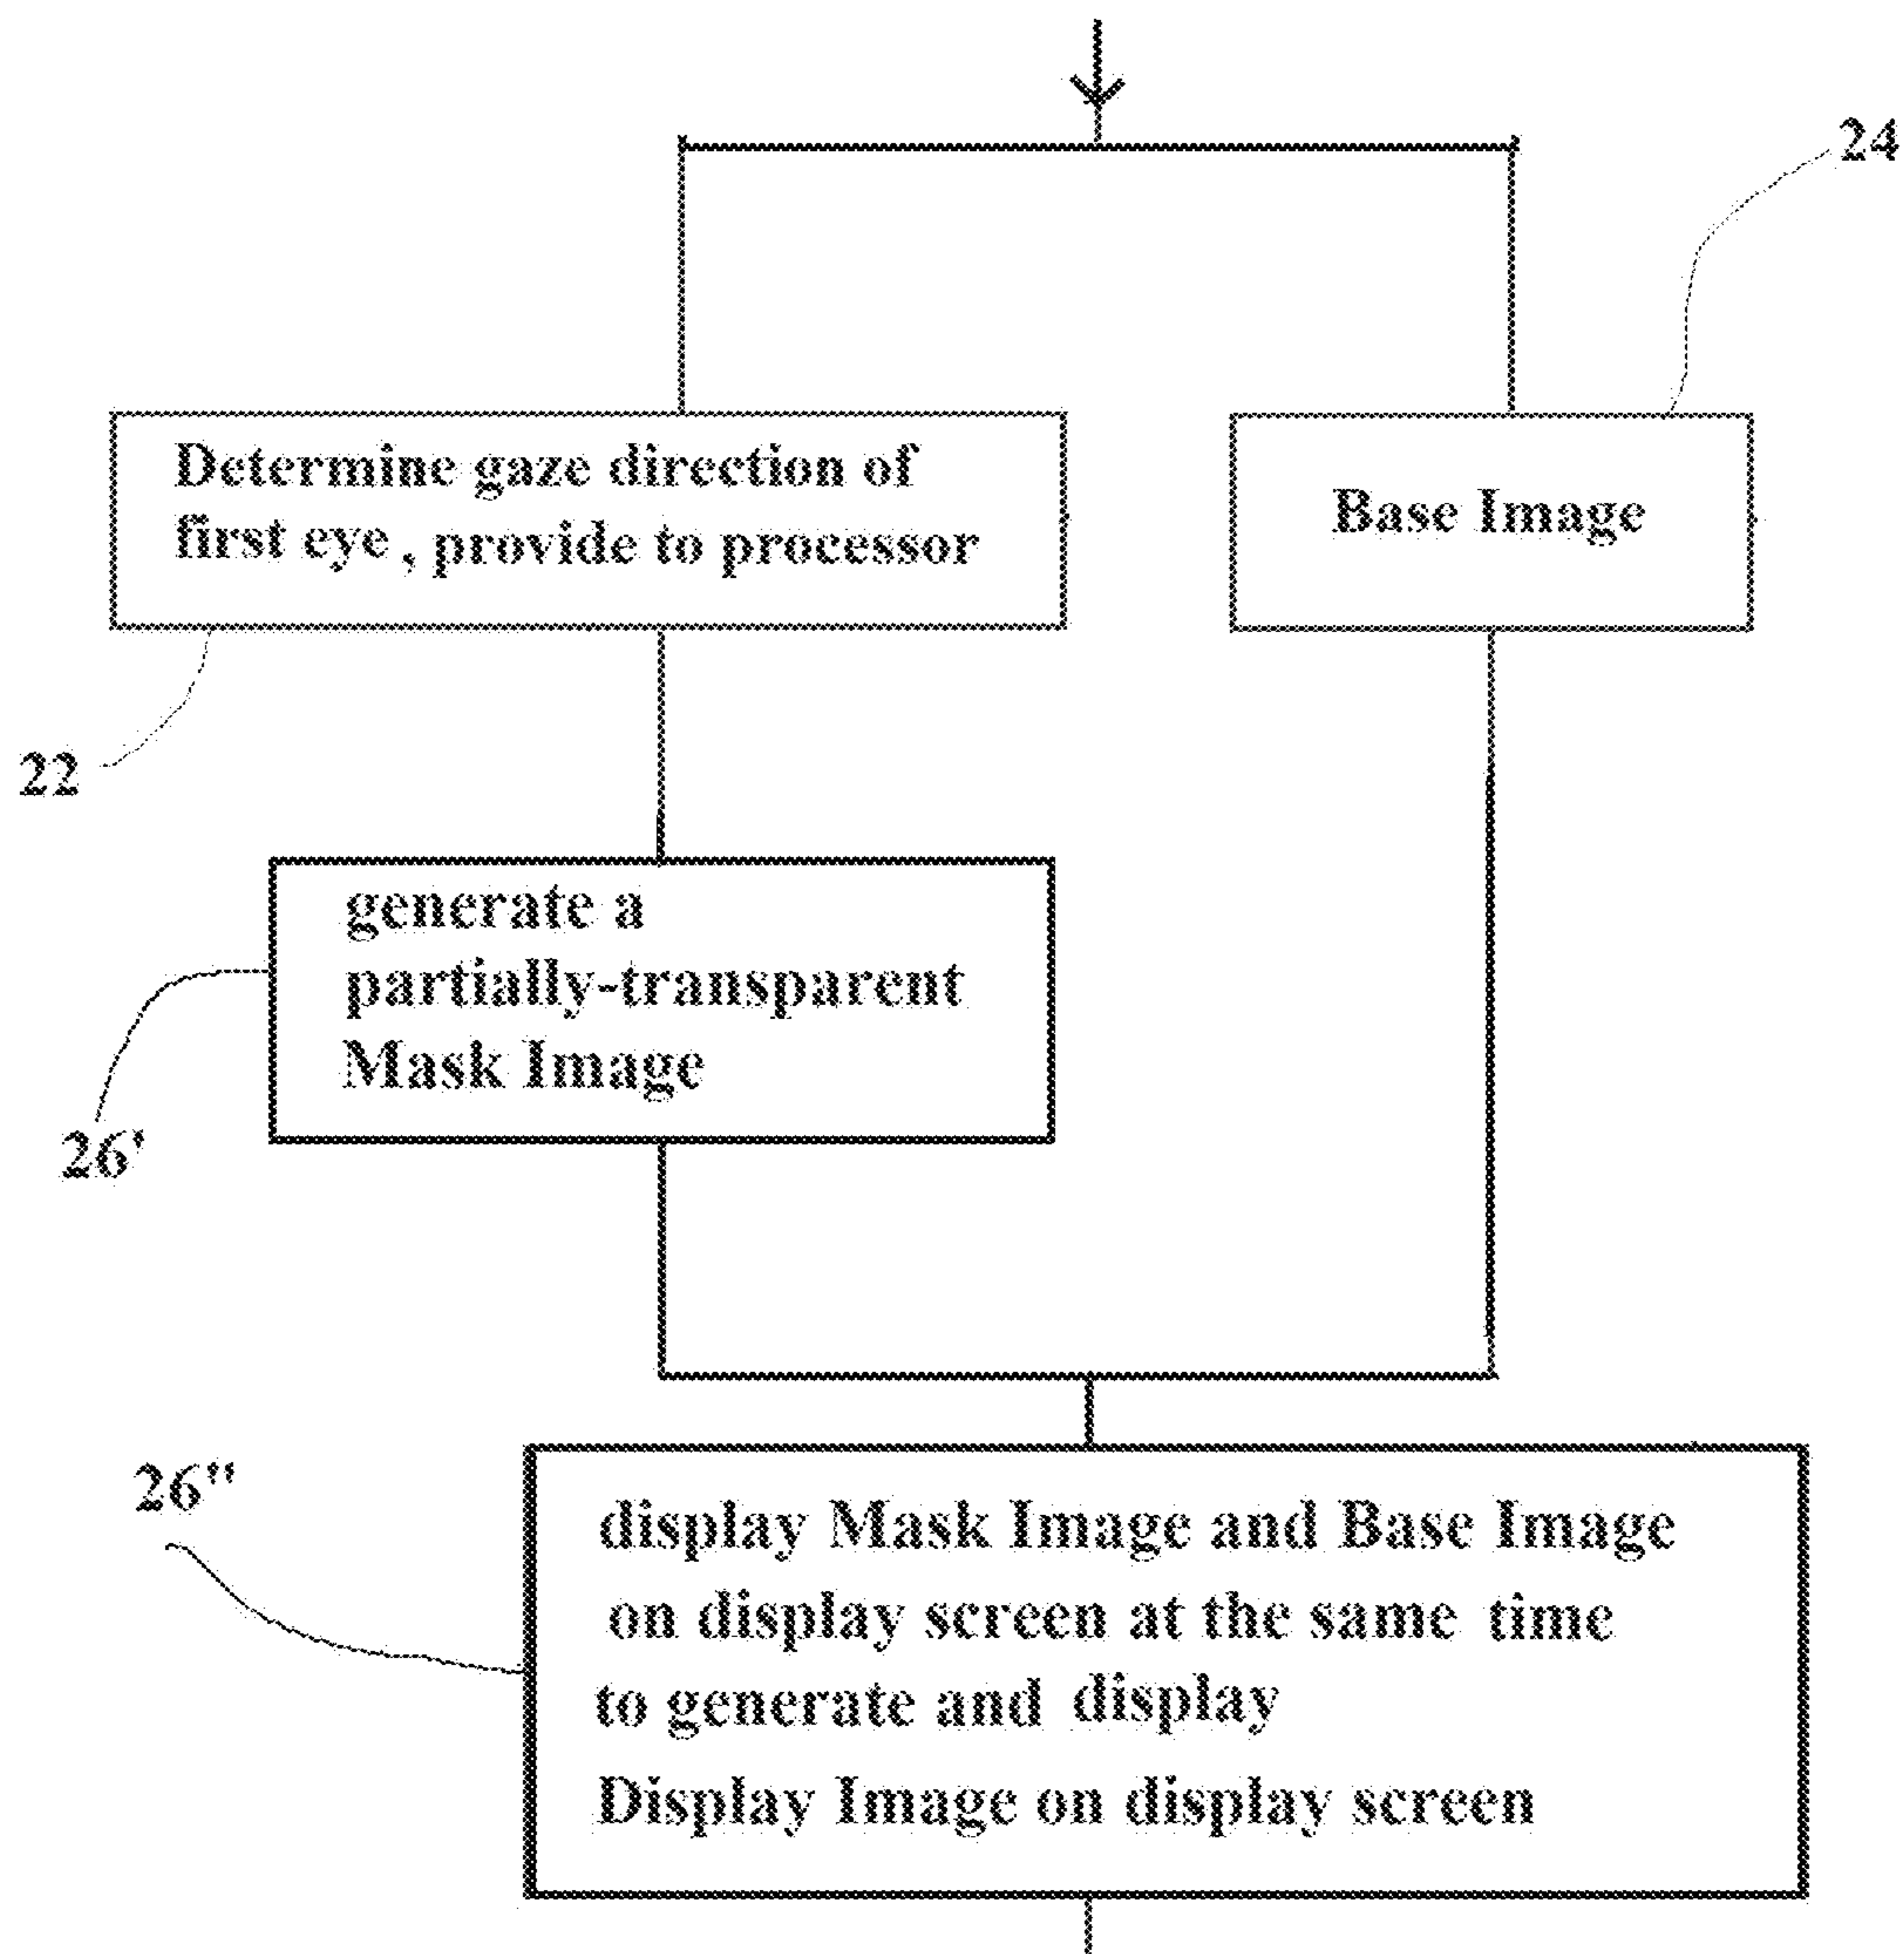 24
Determine gaze direction of
first eye, provide to processor
Base Image
22
generate a
partially-transparent
Mask Image
26'
26"
display Mask Image and Base Image
on display screen at the same time
to generate and display
Display Image on display screen